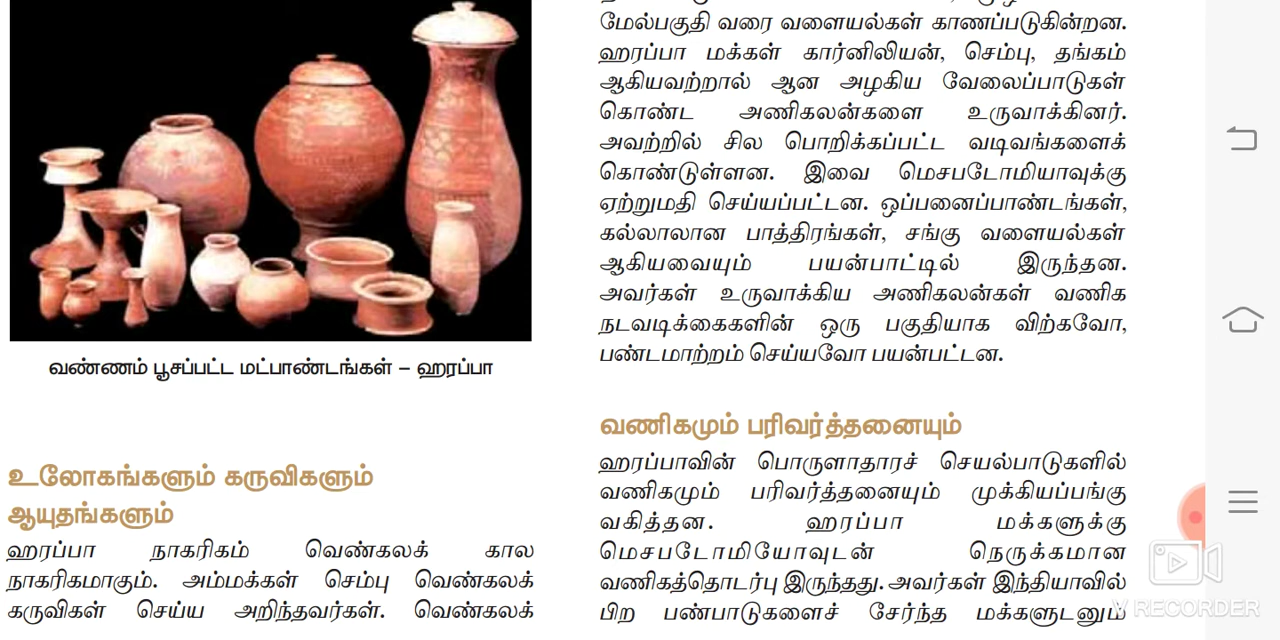 வண்ணம் பூசப்பட்ட மட்பாண்டங்கள் – ஹரப்பா
உலோகங்களும் கருவிகளும்
ஆயுதங்களும்
ஹரப்பா நாகரிகம் வெண்கலக் கால
நாகரிகமாகும். அம்மக்கள் செம்பு வெண்கலக்
கருவிகள் செய்ய அறிந்தவர்கள். வெண்கலக்
மேல்பகுதி வரை வளையல்கள் காணப்படுகின்றன.
ஹரப்பா மக்கள் கார்னிலியன், செம்பு, தங்கம்
ஆகியவற்றால் ஆன அழகிய வேலைப்பாடுகள்
கொண்ட அணிகலன்களை உருவாக்கினர்.
அவற்றில் சில பொறிக்கப்பட்ட வடிவங்களைக்
கொண்டுள்ளன. இவை மெசபடோமியாவுக்கு
ஏற்றுமதி செய்யப்பட்டன. ஒப்பனைப்பாண்டங்கள்,
கல்லாலான பாத்திரங்கள், சங்கு வளையல்கள்
ஆகியவையும் பயன்பாட்டில் இருந்தன.
அவர்கள் உருவாக்கிய அணிகலன்கள் வணிக
நடவடிக்கைகளின் ஒரு பகுதியாக விற்கவோ,
பண்டமாற்றம் செய்யவோ பயன்பட்டன.
வணிகமும் பரிவர்த்தனையும்
ஹரப்பாவின் பொருளாதாரச் செயல்பாடுகளில்
வணிகமும் பரிவர்த்தனையும் முக்கியப்பங்கு
வகித்தன. ஹரப்பா மக்களுக்கு
மெசபடோமியோவுடன் நெருக்கமான
வணிகத்தொடர்பு இருந்தது. அவர்கள் இந்தியாவில்
பிற பண்பாடுகளைச் சேர்ந்த மக்களுடனும்
V RECORDER